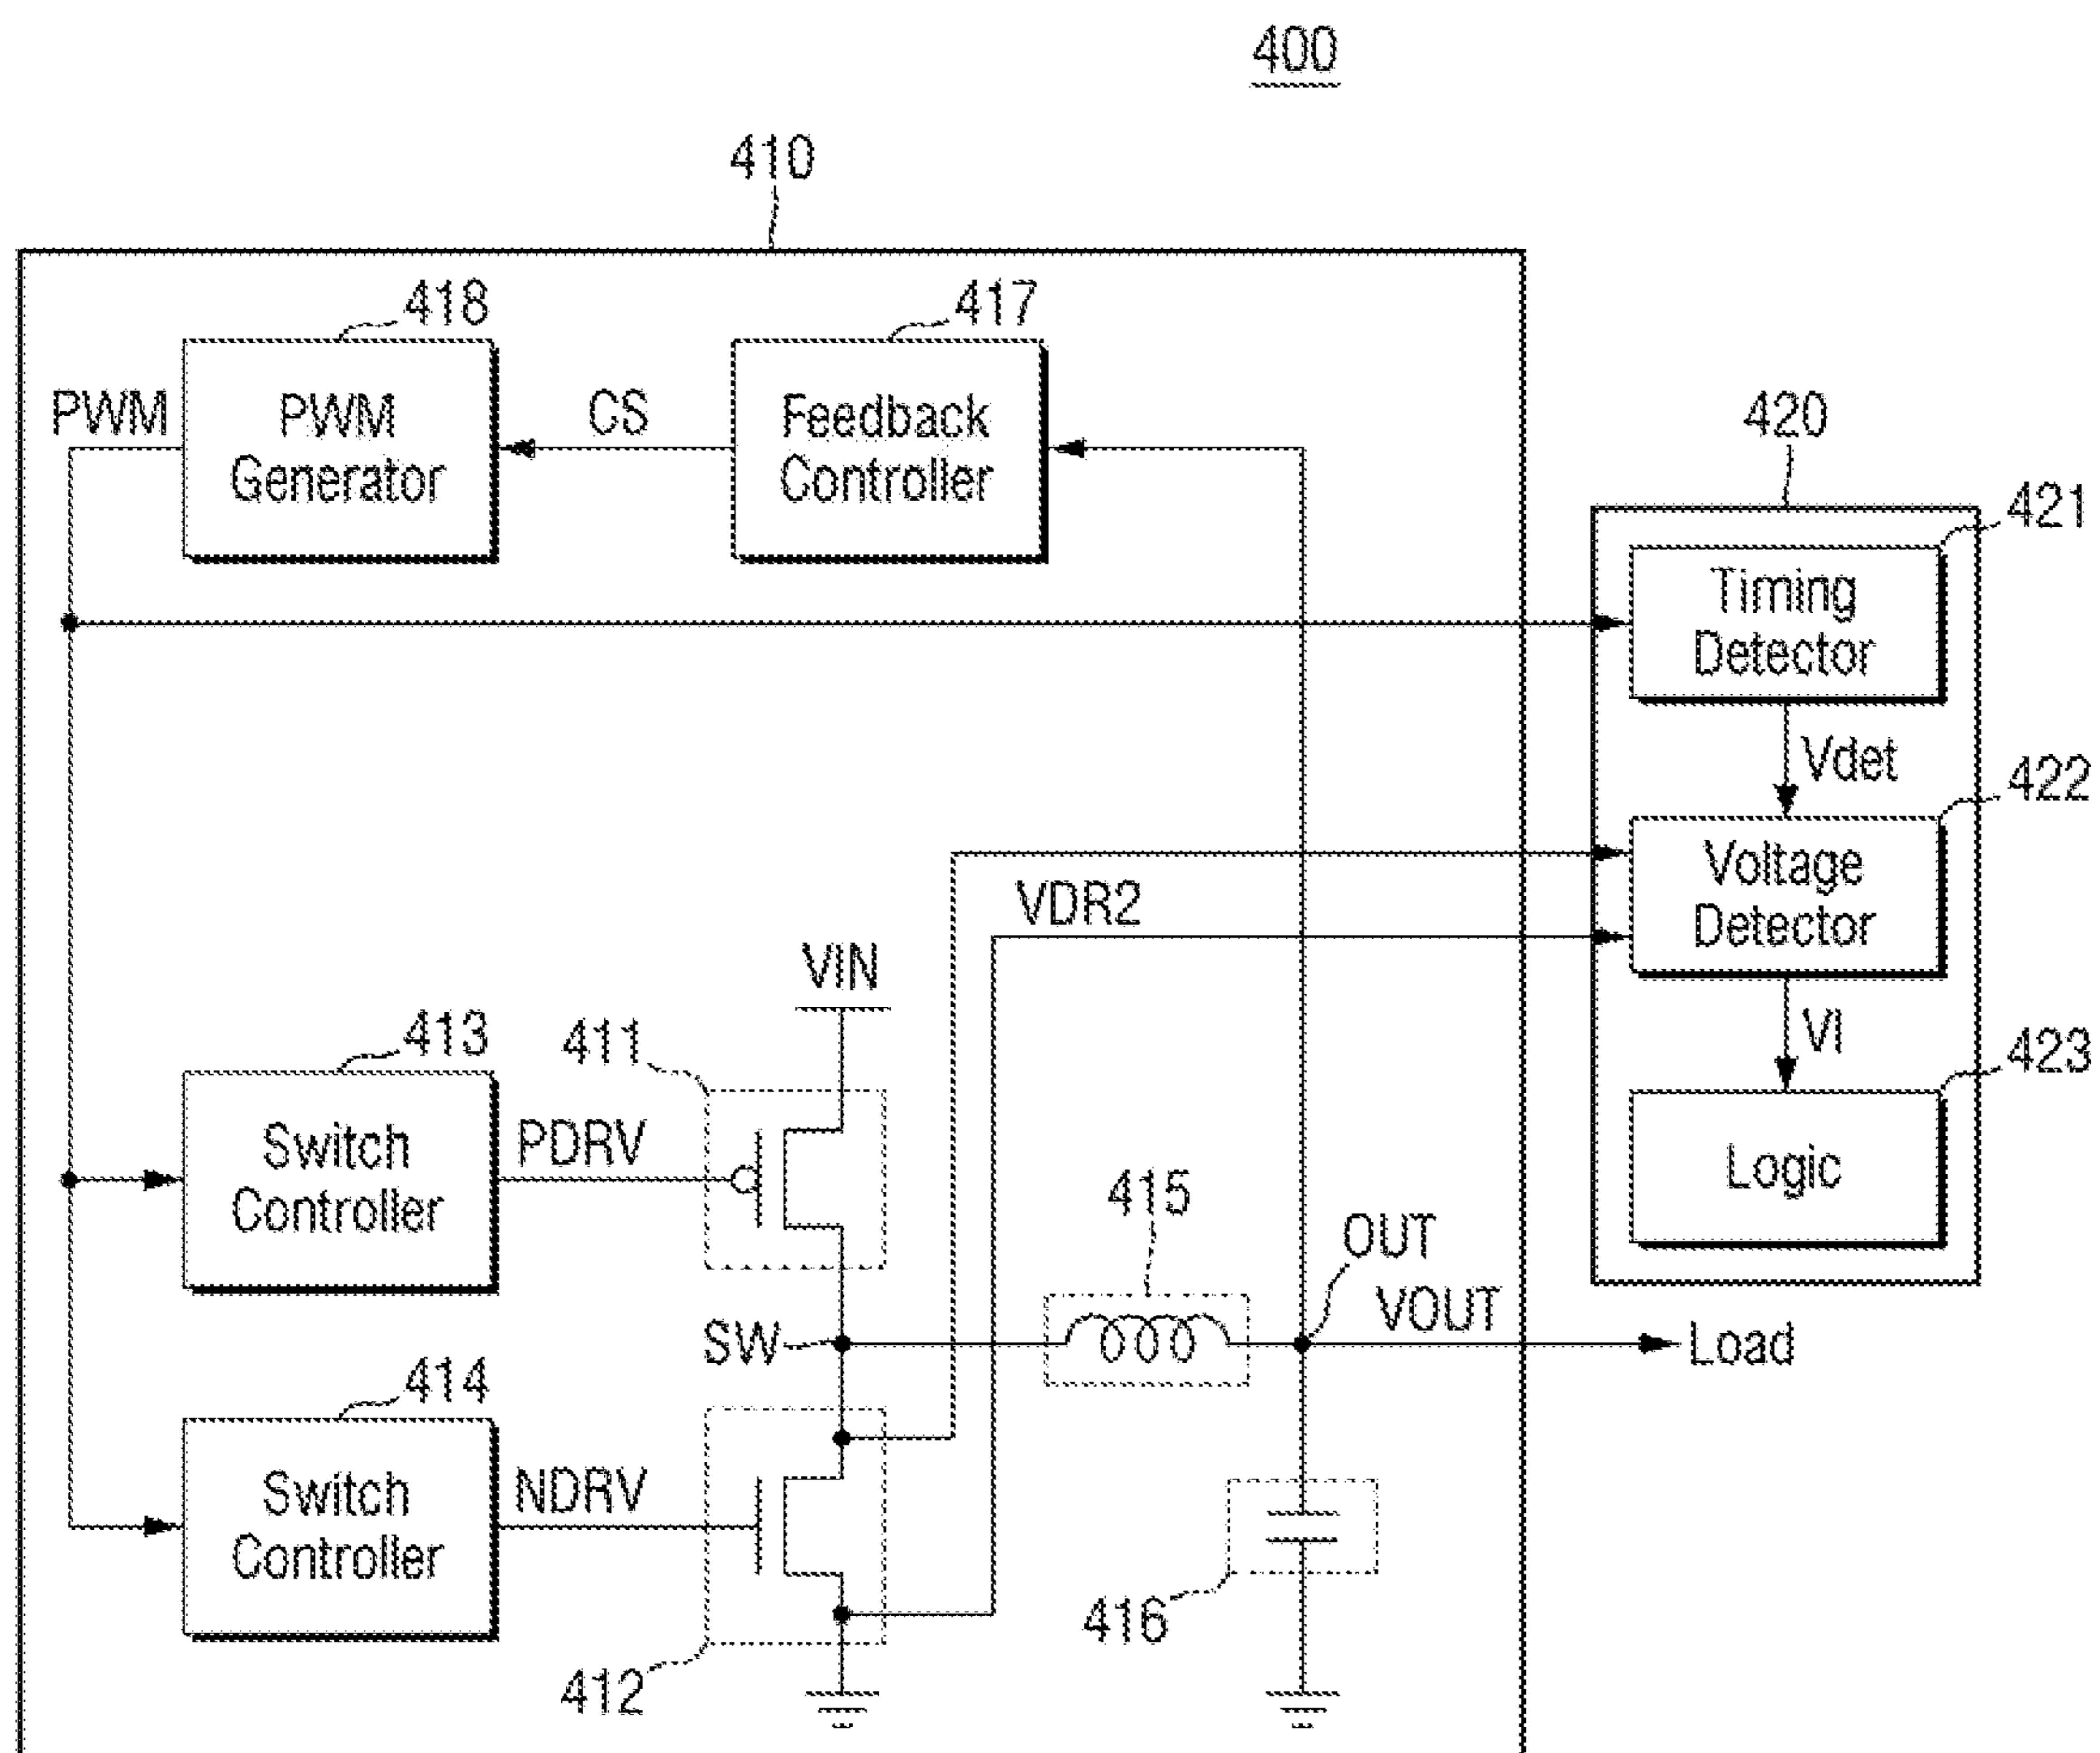 400
410
418
417
PWM
PWM
Generator
CS
Feedback
Controller
420
421
Timing
Detector
Vdet
422
Voltage
Detector
VDR2
VIN
VI
423
Logic
413
411
Switch
Controller
PDRV
415
OUT
SW
VOUT
Load
414
Switch
Controller
NDRV
416
412